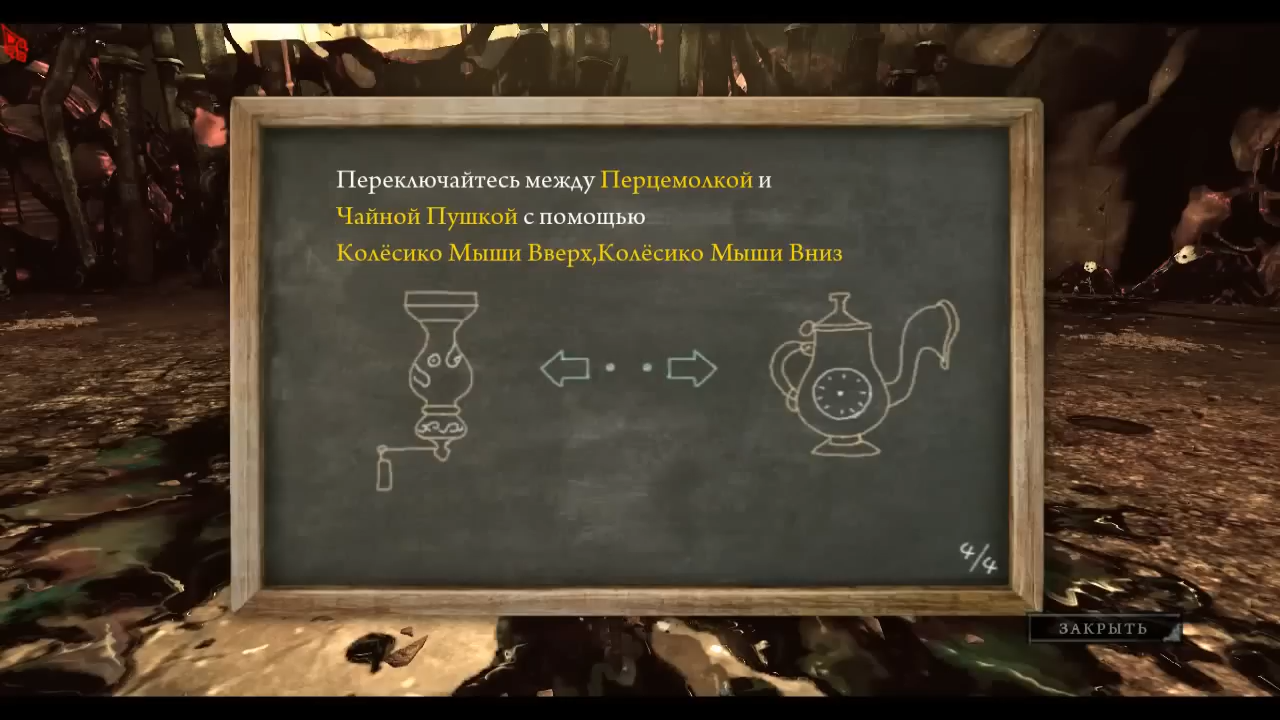 Переключайтесь между Перцемолкой и
Чайной Пушкой с помощью
Колёсико Мыши Вверх,Колёсико Мыши Вниз
4/4
ЗАКРЫТЬ